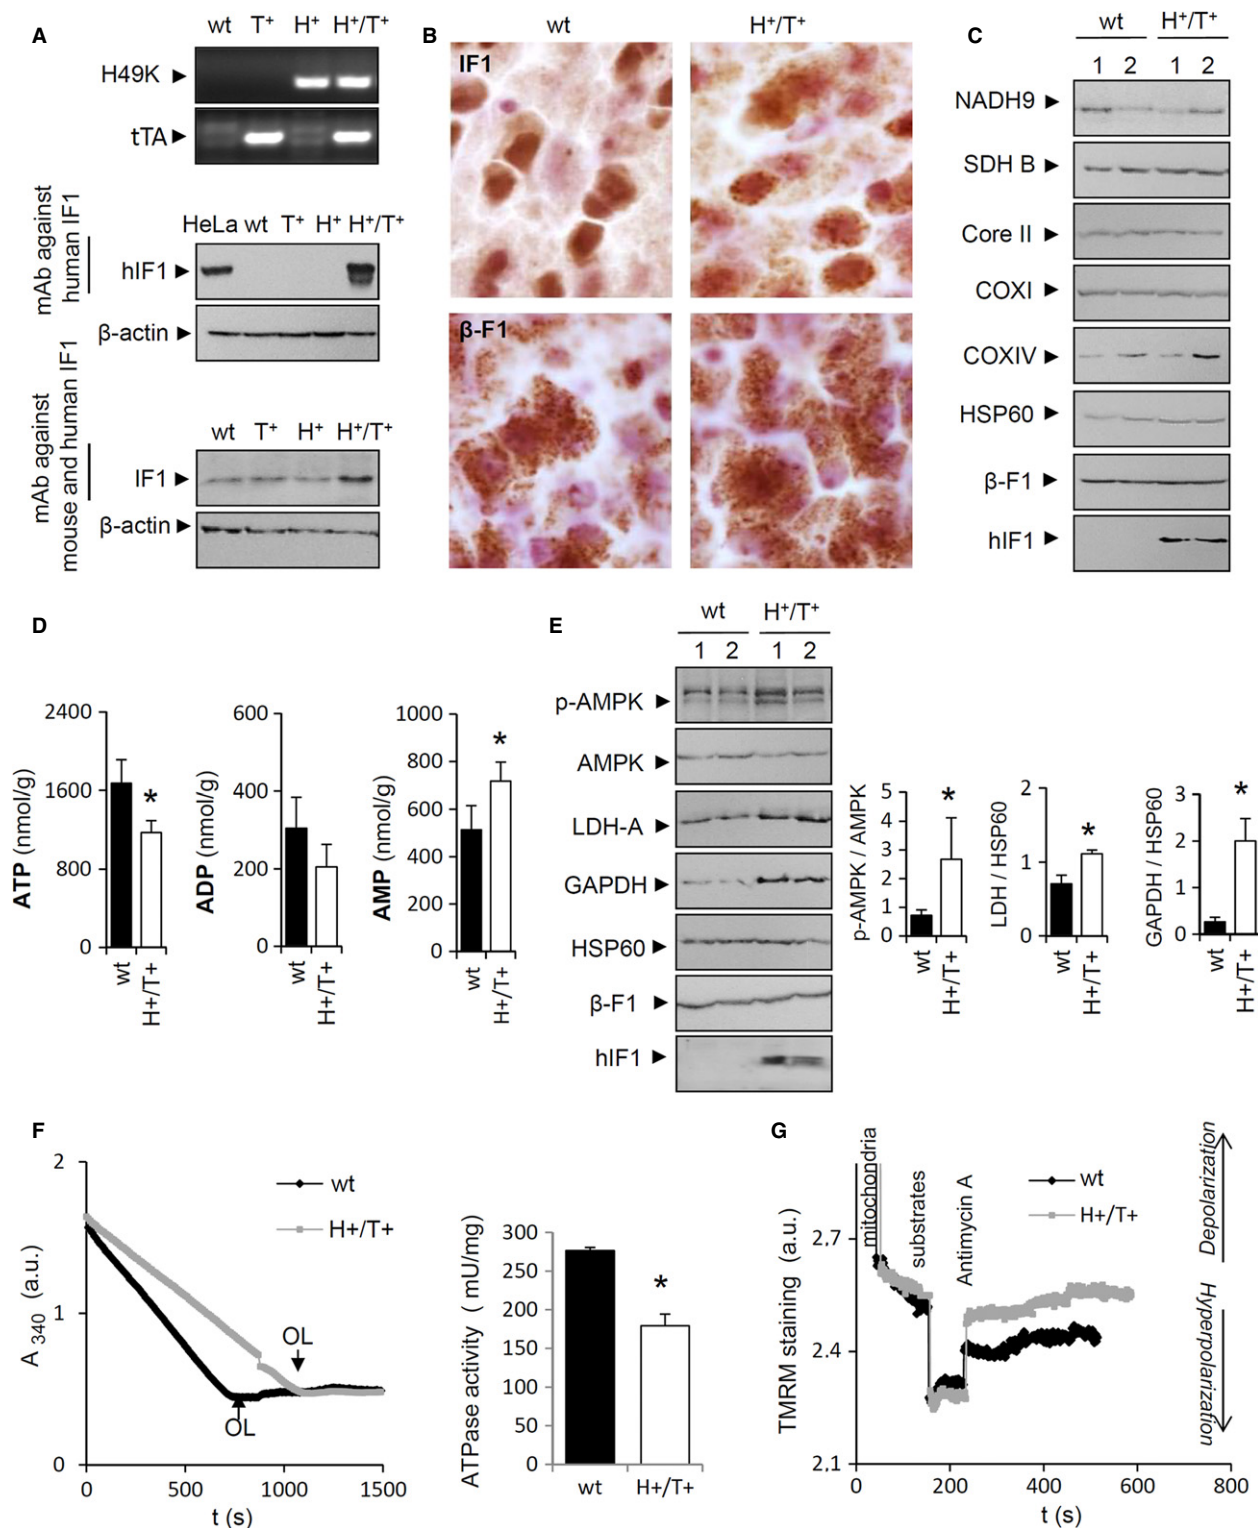 A
wt T⁺ H⁺ H⁺/T⁺
H49K
tTA
mAb against
human IF1
HeLa wt T⁺ H⁺ H⁺/T⁺
hIF1
β-actin
mAb against
mouse and human IF1
wt T⁺ H⁺ H⁺/T⁺
IF1
β-actin
B
wt H⁺/T⁺
IF1
β-F1
C
wt H⁺/T⁺
1 2 1 2
NADH9
SDH B
Core II
COXI
COXIV
HSP60
β-F1
hIF1
D
ATP (nmol/g)
2400
1600
800
0
*
wt
H+/T+
ADP (nmol/g)
600
400
200
0
wt
H+/T+
AMP (nmol/g)
1000
800
600
400
200
0
*
wt
H+/T+
E
wt H⁺/T⁺
1 2 1 2
p-AMPK
AMPK
LDH-A
GAPDH
HSP60
β-F1
hIF1
p-AMPK / AMPK
5
4
3
2
1
0
*
wt
H+/T+
LDH / HSP60
2
1
0
*
wt
H+/T+
GAPDH / HSP60
3
2
1
0
*
wt
H+/T+
F
A 340 (a.u.)
2
1
0
wt
H+/T+
OL
OL
0 500 1000 1500
t (s)
ATPase activity ( mU/mg)
300
250
200
150
100
50
0
*
wt H+/T+
G
TMRM staining (a.u.)
2.7
2.4
2,1
mitochondria
substrates
Antimycin A
wt
H+/T+
Depolarization
Hyperpolarization
0 200 400 600 800
t (s)